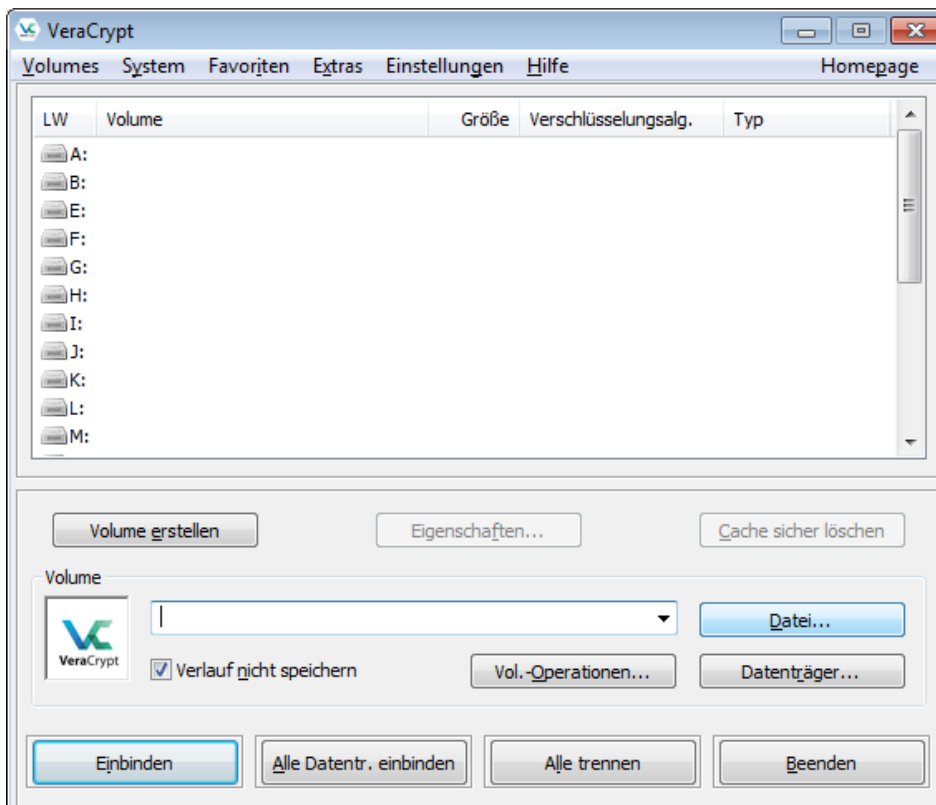 VeraCrypt
Volumes System Favoriten Extras Einstellungen Hilfe Homepage
LW Volume Größe Verschlüsselungsalg. Typ
A:
B:
E:
F:
G:
H:
I:
J:
K:
L:
M:
Volume erstellen Eigenschaften... Cache sicher löschen
Volume
Datei...
VeraCrypt
Verlauf nicht speichern Vol.-Operationen... Datenträger...
Einbinden Alle Datentr. einbinden Alle trennen Beenden